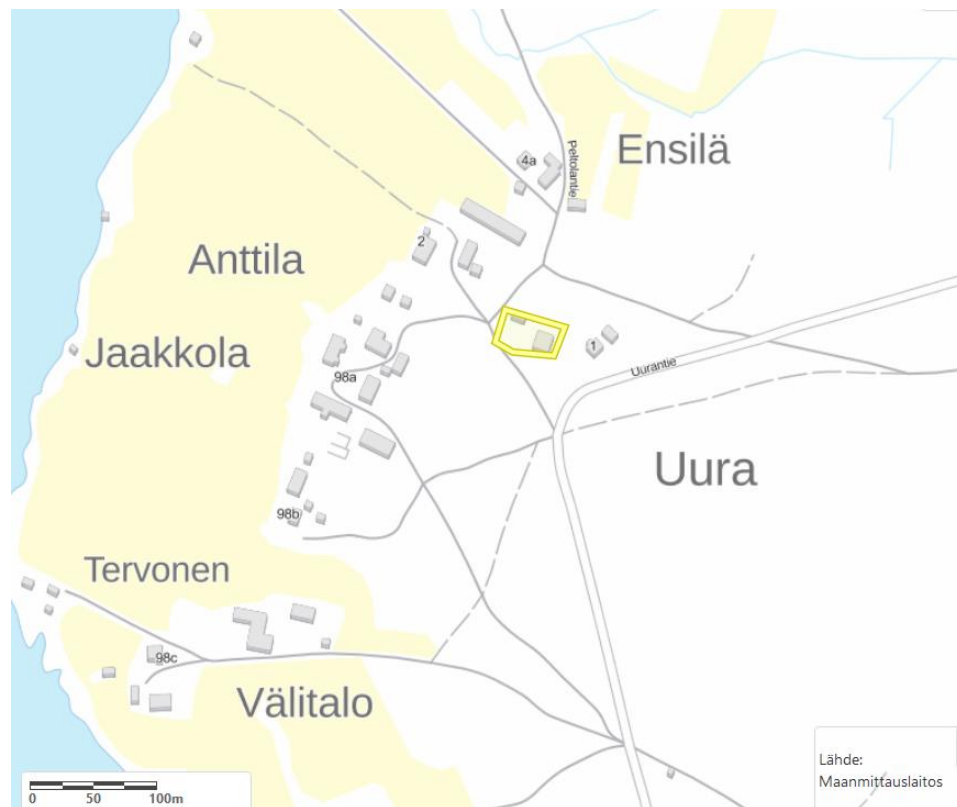 Ensilä
4a
Peltolantie
2
Anttila
Jaakkola
1
98a
Uurantie
Uura
98b
Tervonen
98c
Välitalo
0 50 100m
Lähde:
Maanmittauslaitos